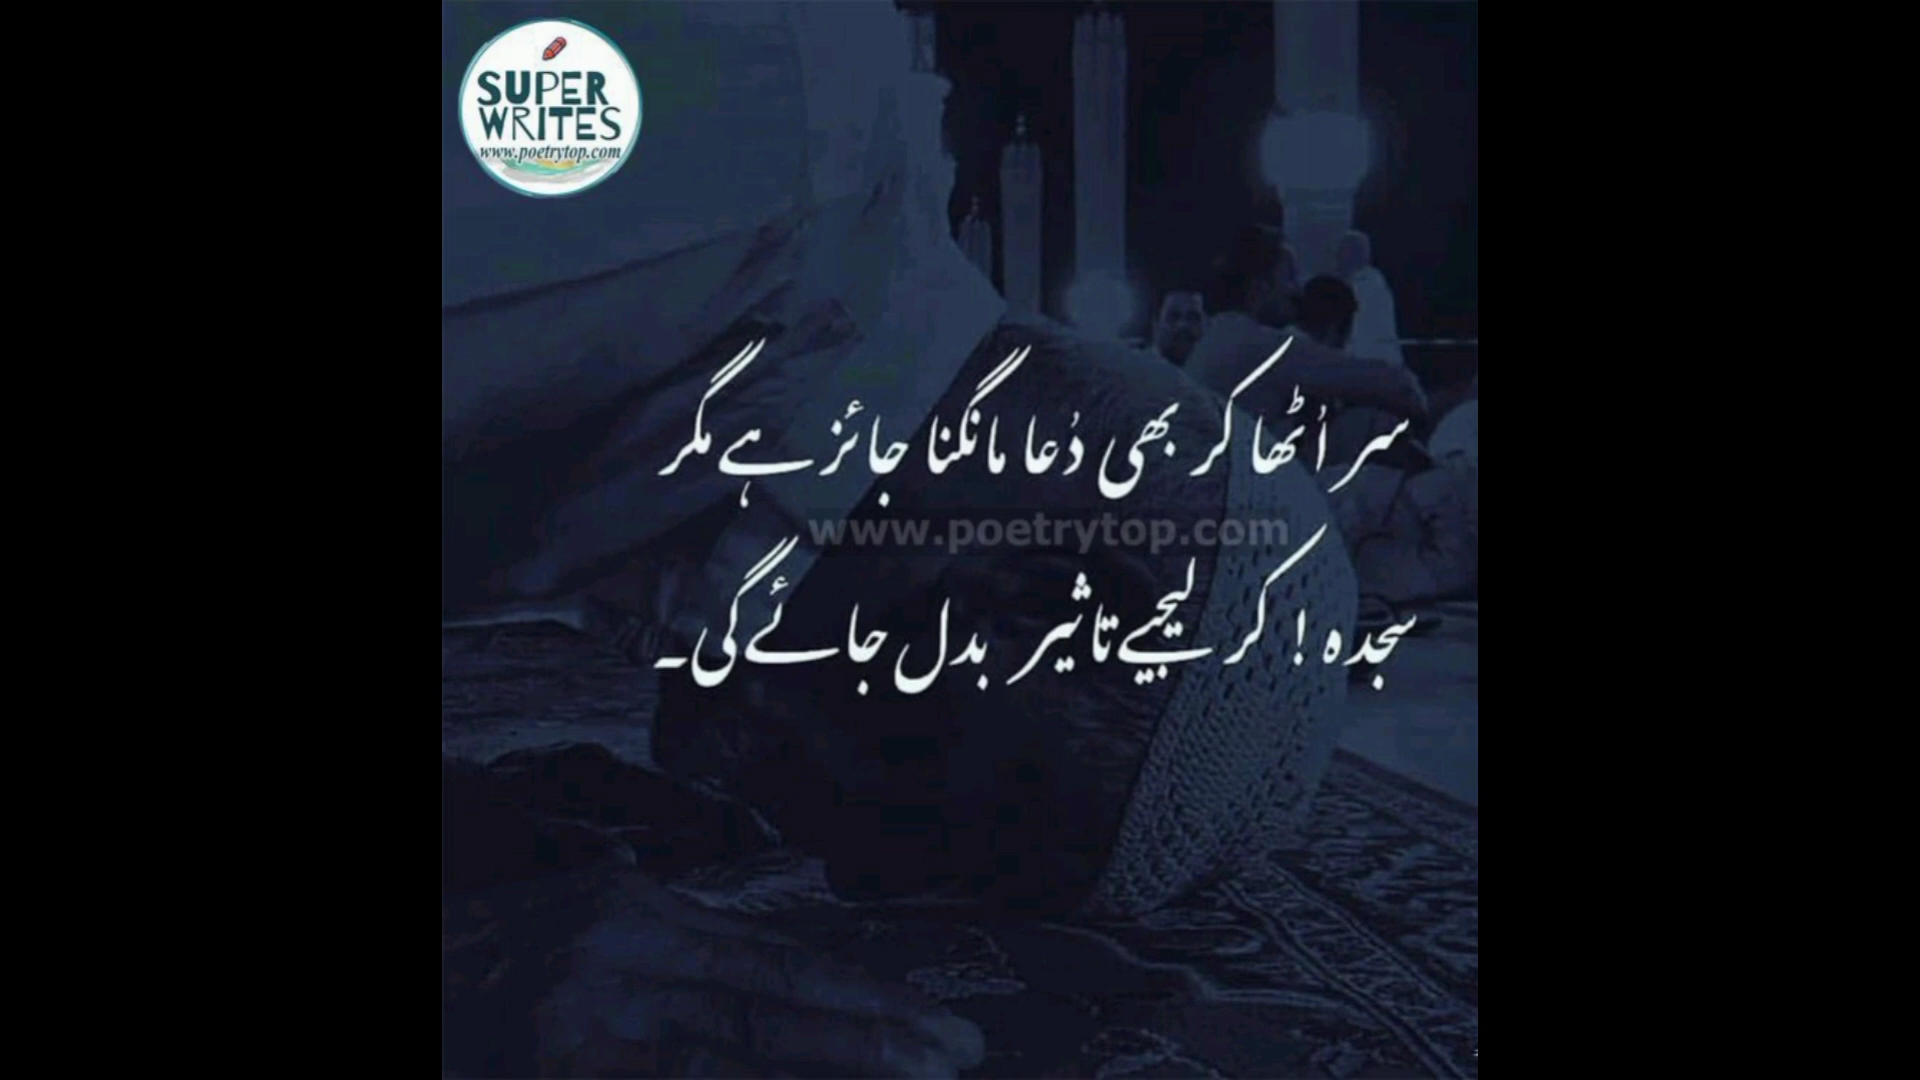 SUPER
WRITES
www.poetrytop.com
سر اُٹھا کر بھی دُعا مانگنا جائز ہے مگر
www.poetrytop.com
سجدہ ! کر لیجیے تاثیر بدل جائے گی۔